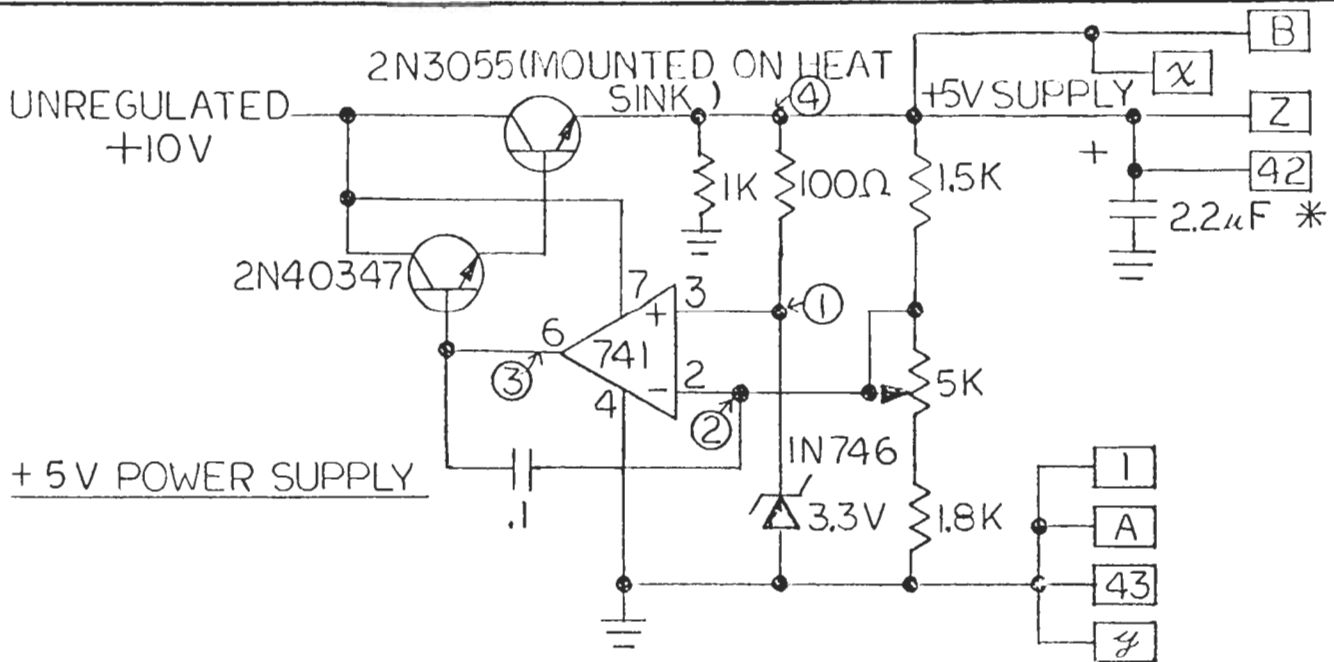 2N3055(MOUNTED ON HEAT
SINK)
④
B
x
UNREGULATED
+10V
+5V SUPPLY
Z
+
42
1K
100Ω
1.5K
2.2uF *
2N40347
7
3
+
①
6
741
③
2
-
5K
4
②
1N746
+5V POWER SUPPLY
.1
3.3V
1.8K
1
A
43
y